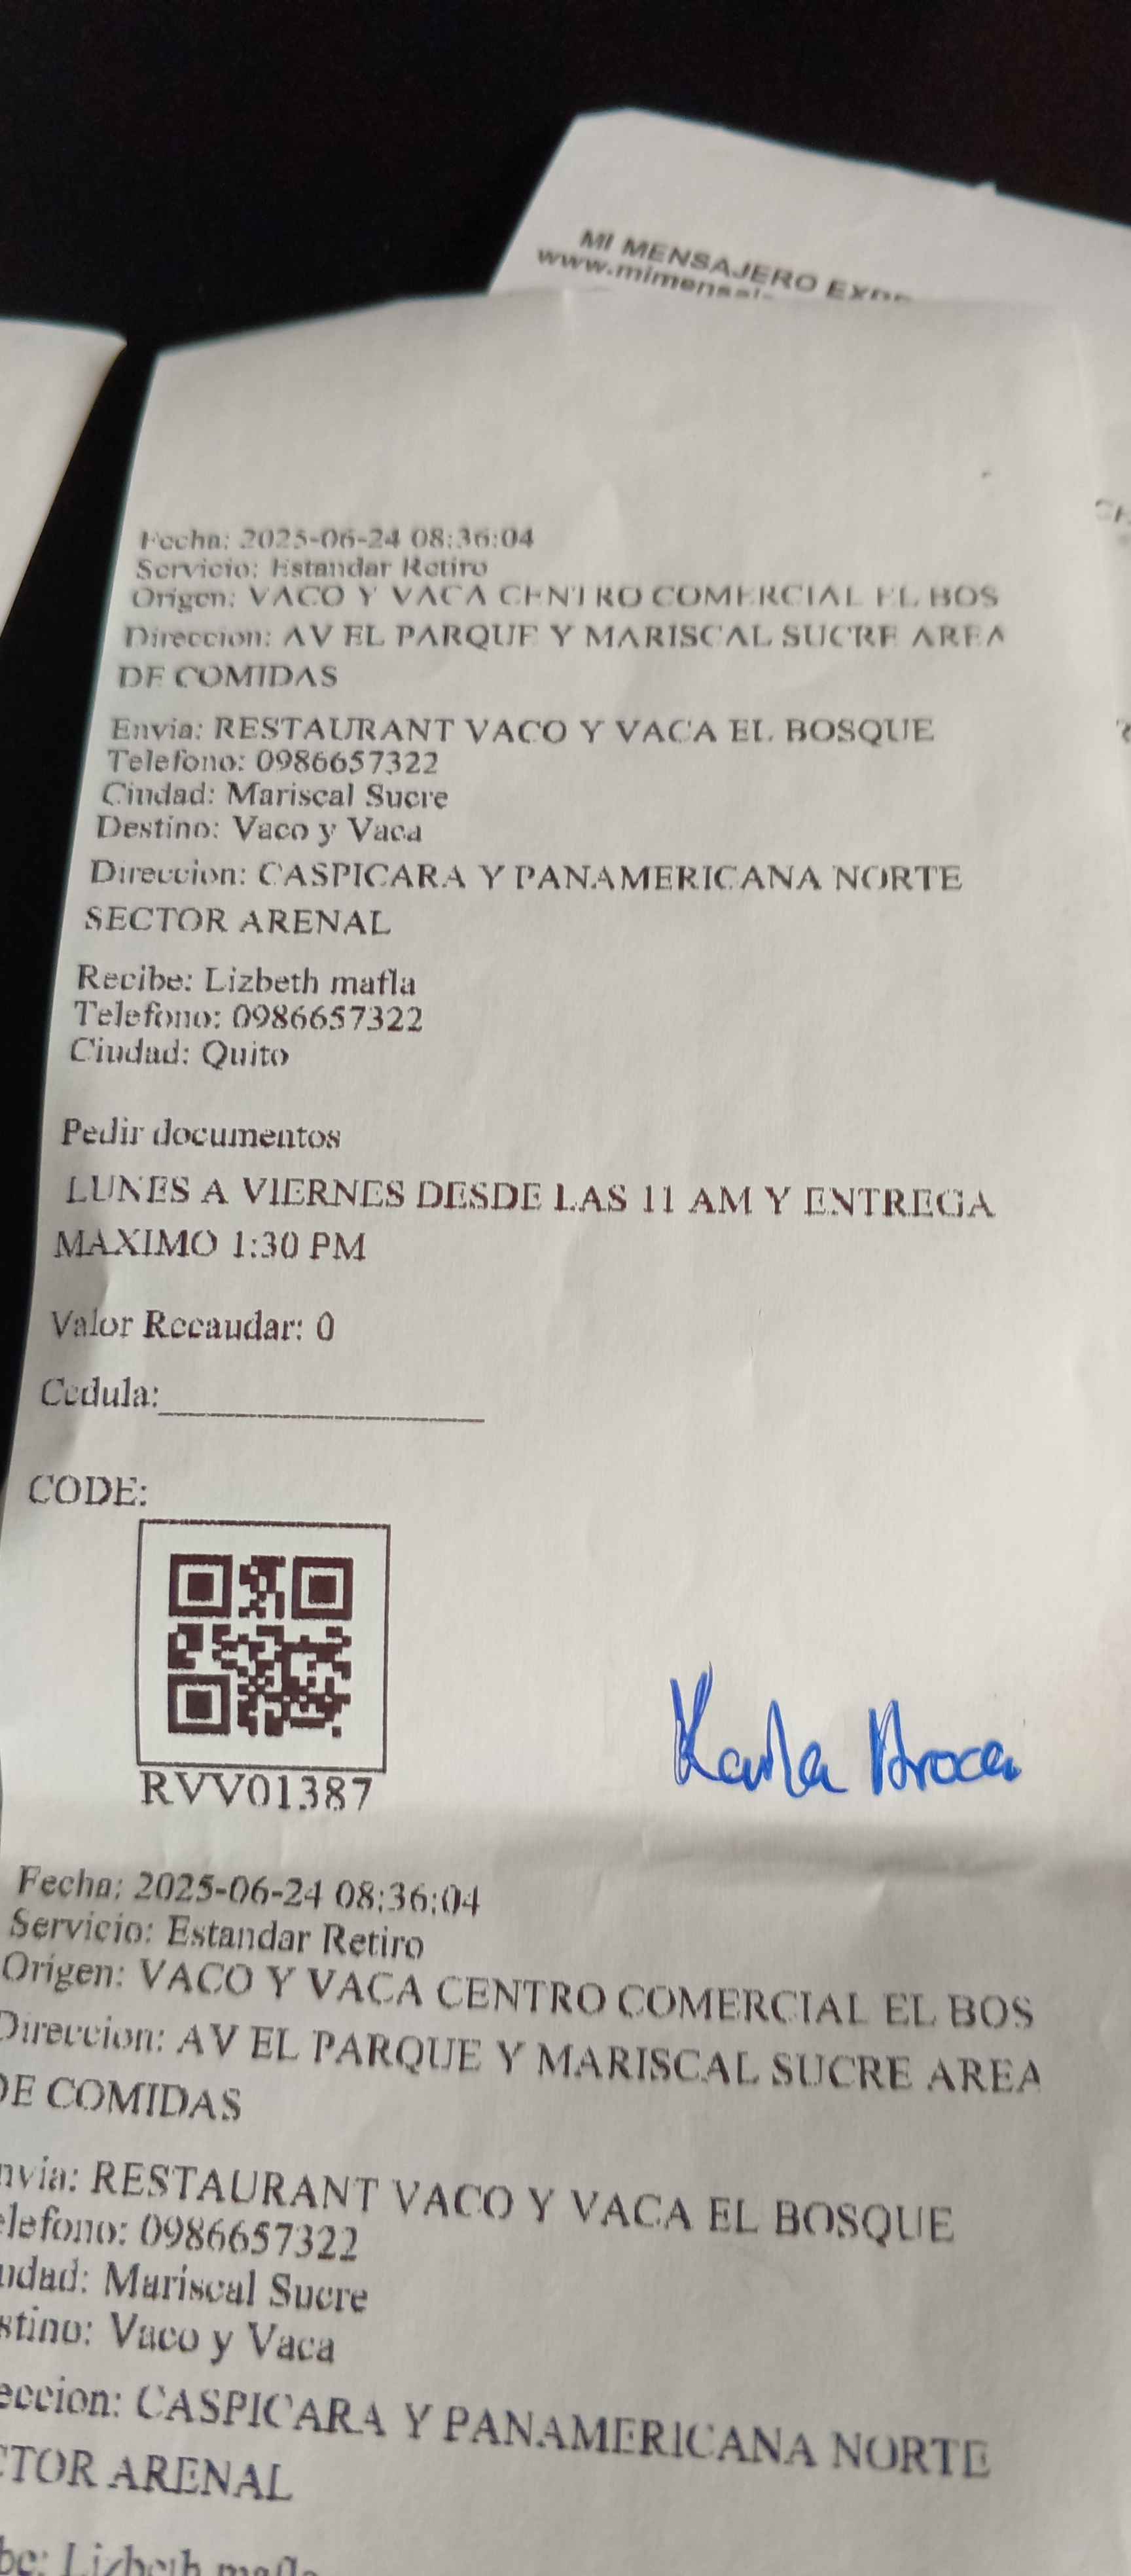 MI MENSAJERO
Fecha: 2025-06-24 08:36:04
Servicio: Estandar Retiro
Origen: VACO Y VACA CENTRO COMERCIAL EL BOS
Direccion: AV EL PARQUE Y MARISCAL SUCRE AREA
DE COMIDAS
Envia: RESTAURANT VACO Y VACA EL BOSQUE
Telefono: 0986657322
Ciudad: Mariscal Sucre
Destino: Vaco y Vaca
Direccion: CASPICARA Y PANAMERICANA NORTE
SECTOR ARENAL
Recibe: Lizbeth mafla
Telefono: 0986657322
Ciudad: Quito
Pedir documentos
LUNES A VIERNES DESDE LAS 11 AM Y ENTREGA
MAXIMO 1:30 PM
Valor Recaudar: 0
Cedula:
CODE:
RVV01387
Karla
Fecha: 2025-06-24 08:36:04
Servicio: Estandar Retiro
Origen: VACO Y VACA CENTRO COMERCIAL EL BOS
Direccion: AV EL PARQUE Y MARISCAL SUCRE AREA
DE COMIDAS
nvia: RESTAURANT VACO Y VACA EL BOSQUE
elefono: 0986657322
udad: Mariscal Sucre
stino: Vaco y Vaca
eccion: CASPICARA Y PANAMERICANA NORTE
CTOR ARENAL
be: Lizbeth mafla